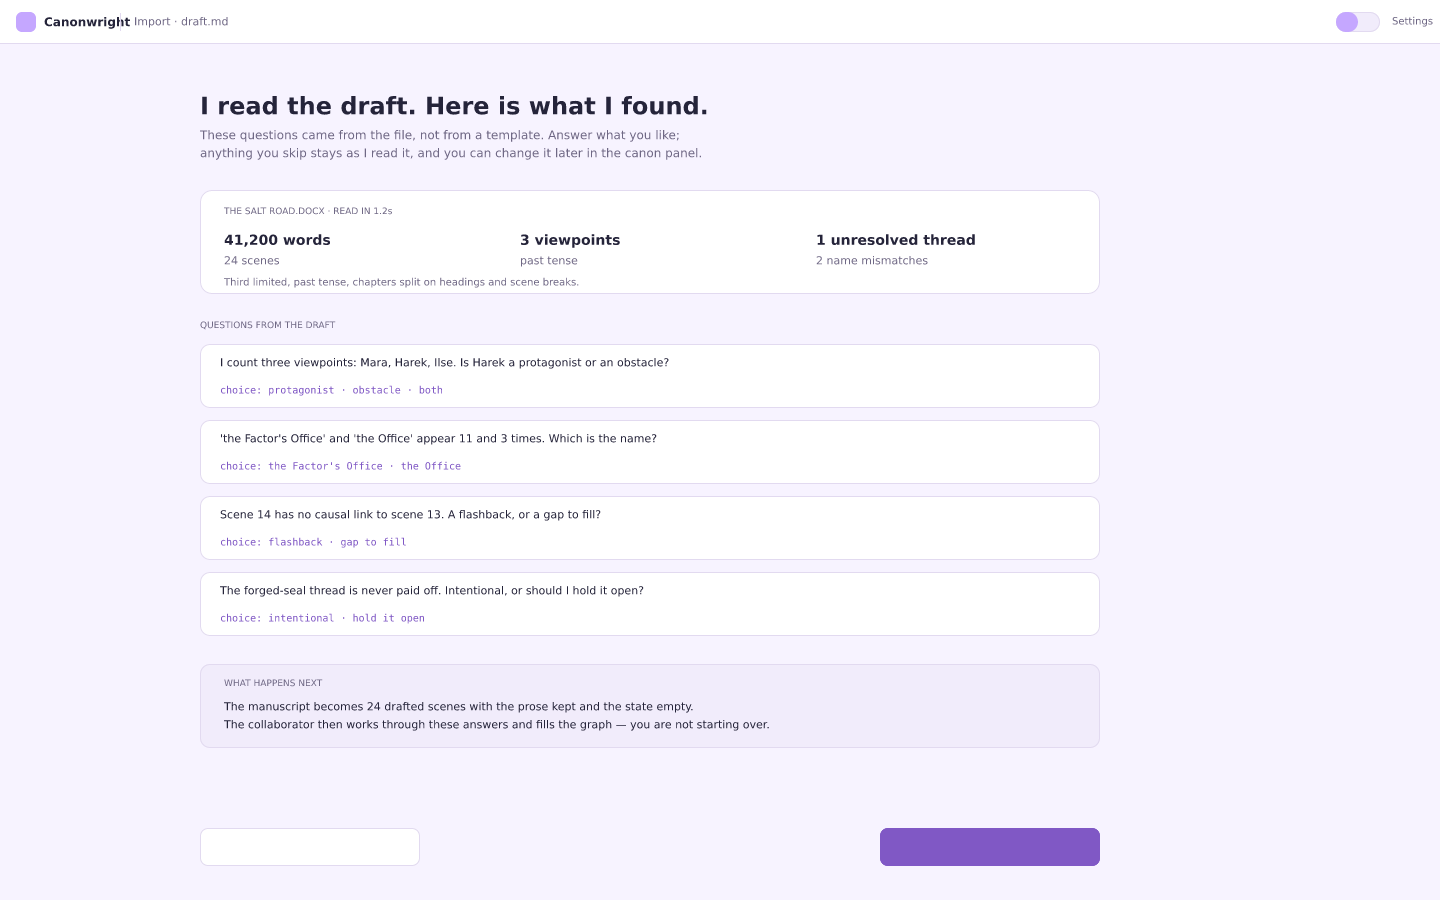 Canonwright Import · draft.md Settings
I read the draft. Here is what I found.
These questions came from the file, not from a template. Answer what you like;
anything you skip stays as I read it, and you can change it later in the canon panel.
THE SALT ROAD.DOCX · READ IN 1.2s
41,200 words 3 viewpoints 1 unresolved thread
24 scenes past tense 2 name mismatches
Third limited, past tense, chapters split on headings and scene breaks.
QUESTIONS FROM THE DRAFT
I count three viewpoints: Mara, Harek, Ilse. Is Harek a protagonist or an obstacle?
choice: protagonist · obstacle · both
'the Factor's Office' and 'the Office' appear 11 and 3 times. Which is the name?
choice: the Factor's Office · the Office
Scene 14 has no causal link to scene 13. A flashback, or a gap to fill?
choice: flashback · gap to fill
The forged-seal thread is never paid off. Intentional, or should I hold it open?
choice: intentional · hold it open
WHAT HAPPENS NEXT
The manuscript becomes 24 drafted scenes with the prose kept and the state empty.
The collaborator then works through these answers and fills the graph — you are not starting over.